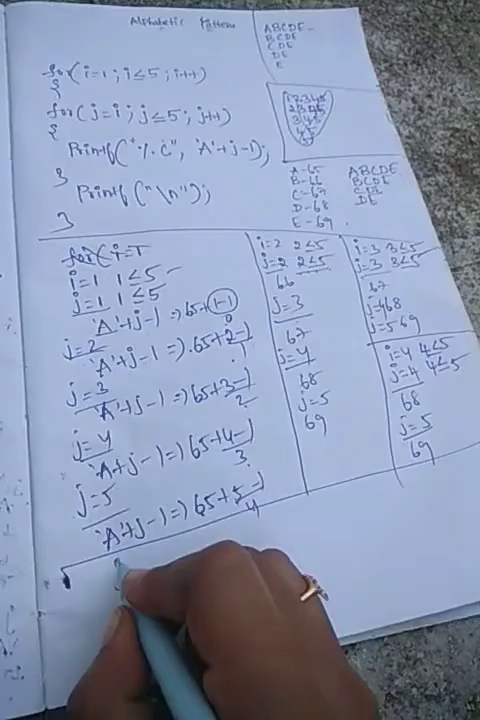 Alphabetic Pattern
for(i=1; i≤5; i++)
{
for(j=i; j≤5; j++)
{
Printf("%c", 'A'+j-1);
}
Printf("\n");
}
ABCDE
BCDE
CDE
DE
E
12345
2345
345
45
A-65
B-66
C-67
D-68
E-69
ABCDE
BCDE
CDE
DE
for(i=1
i=1 1≤5
j=1 1≤5
'A'+j-1 => 65+1-1
0
j=2
'A'+j-1 => 65+2-1
1
j=3
'A'+j-1 => 65+3-1
2
j=4
'A'+j-1 => 65+4-1
3
j=5
'A'+j-1 => 65+5-1
4
i=2 2≤5
j=2 2≤5
66
j=3
67
j=4
68
j=5
69
i=3 3≤5
j=3 3≤5
67
j=4 68
j=5 69
i=4 4≤5
j=4 4≤5
68
j=5
69